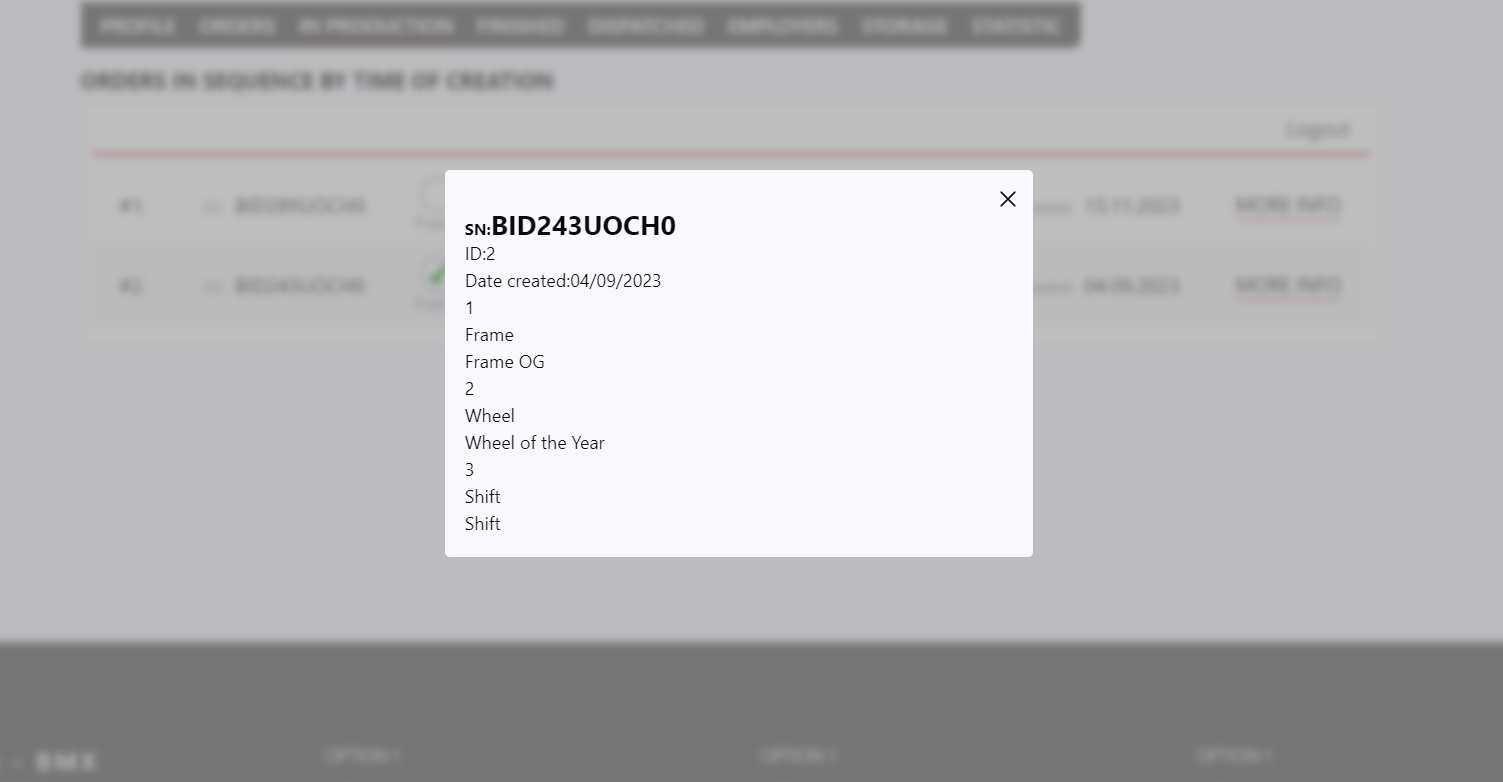 PROFILE ORDERS IN PRODUCTION FINISHED DISPATCHED EMPLOYERS STORAGE STATISTIC
ORDERS IN SEQUENCE BY TIME OF CREATION
Logout
#1. 15.11.2023 MORE INFO
#2. BID243UOCH0 04.09.2023 MORE INFO
SN:BID243UOCH0
ID:2
Date created:04/09/2023
1
Frame
Frame OG
2
Wheel
Wheel of the Year
3
Shift
Shift
- BMX OPTION 1 OPTION 1 OPTION 1